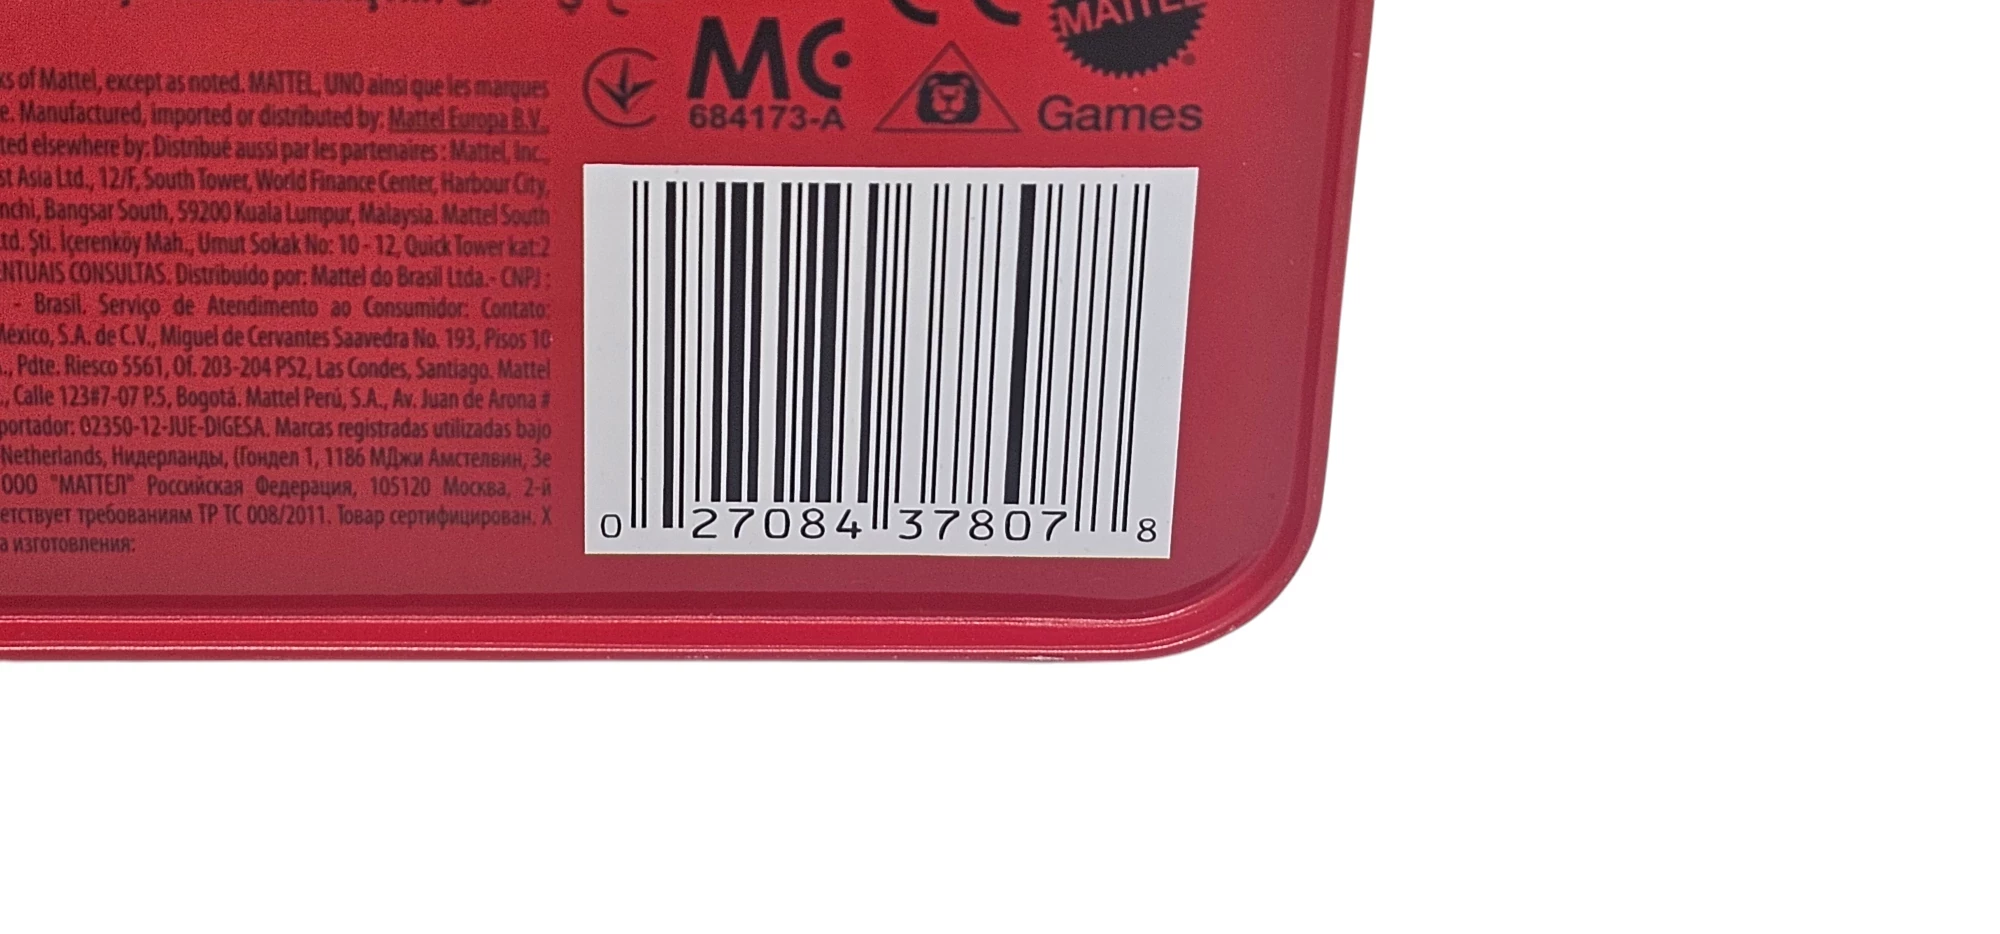 MATTEL
684173-A
Games
ks of Mattel, except as noted. MATTEL, UNO ainsi que les marques
e. Manufactured, imported or distributed by: Mattel Europa B.V.,
ted elsewhere by: Distribué aussi par les partenaires : Mattel, Inc.,
st Asia Ltd., 12/F, South Tower, World Finance Center, Harbour City,
nchi, Bangsar South, 59200 Kuala Lumpur, Malaysia. Mattel South
td. Şti. İçerenköy Mah., Umut Sokak No: 10 - 12, Quick Tower kat:2
ENTUAIS CONSULTAS. Distribuído por: Mattel do Brasil Ltda.- CNPJ :
- Brasil. Serviço de Atendimento ao Consumidor: Contato:
México, S.A. de C.V., Miguel de Cervantes Saavedra No. 193, Pisos 10
., Pdte. Riesco 5561, Of. 203-204 PS2, Las Condes, Santiago. Mattel
., Calle 123#7-07 P.5, Bogotá. Mattel Perú, S.A., Av. Juan de Arona #
portador: 02350-12-JUE-DIGESA. Marcas registradas utilizadas bajo
Netherlands, Нидерланды, (Гонден 1, 1186 МДжи Амстелвин, 3е
ООО "МАТТЕЛ" Российская Федерация, 105120 Москва, 2-й
етствует требованиям ТР ТС 008/2011. Товар сертифицирован. Х
а изготовления:
0 27084 37807 8